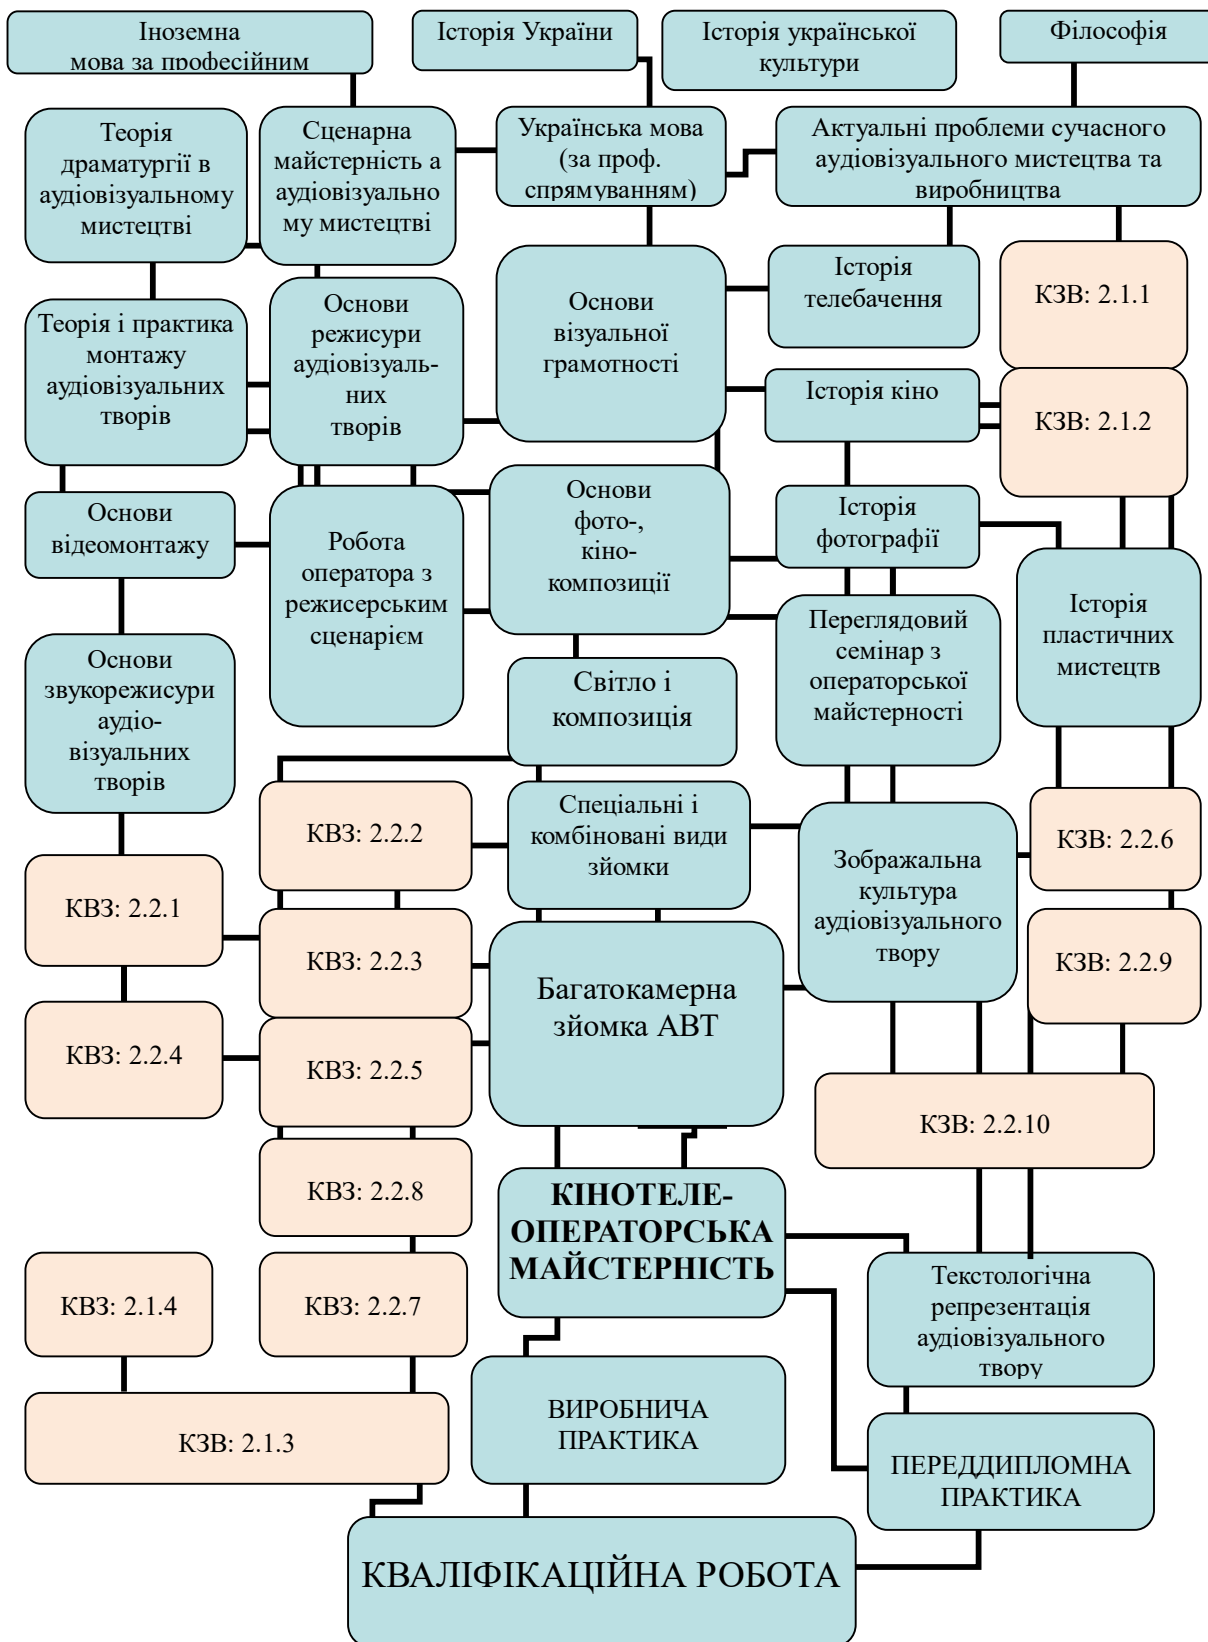 Іноземна
мова за професійним
Історія України
Історія української
культури
Філософія
Теорія
драматургії в
аудіовізуальному
мистецтві
Сценарна
майстерність а
аудіовізуально
му мистецтві
Українська мова
(за проф.
спрямуванням)
Актуальні проблеми сучасного
аудіовізуального мистецтва та
виробництва
Теорія і практика
монтажу
аудіовізуальних
творів
Основи
режисури
аудіовізуаль-
них
творів
Основи
візуальної
грамотності
Історія
телебачення
КЗВ: 2.1.1
Історія кіно
КЗВ: 2.1.2
Основи
відеомонтажу
Робота
оператора з
режисерським
сценарієм
Основи
фото-,
кіно-
композиції
Історія
фотографії
Історія
пластичних
мистецтв
Переглядовий
семінар з
операторської
майстерності
Основи
звукорежисури
аудіо-
візуальних
творів
Світло і
композиція
КВЗ: 2.2.2
Спеціальні і
комбіновані види
зйомки
Зображальна
культура
аудіовізуального
твору
КЗВ: 2.2.6
КВЗ: 2.2.1
КВЗ: 2.2.3
Багатокамерна
зйомка АВТ
КЗВ: 2.2.9
КВЗ: 2.2.4
КВЗ: 2.2.5
КЗВ: 2.2.10
КВЗ: 2.2.8
КІНОТЕЛЕ-
ОПЕРАТОРСЬКА
МАЙСТЕРНІСТЬ
КВЗ: 2.1.4
КВЗ: 2.2.7
Текстологічна
репрезентація
аудіовізуального
твору
КЗВ: 2.1.3
ВИРОБНИЧА
ПРАКТИКА
ПЕРЕДДИПЛОМНА
ПРАКТИКА
КВАЛІФІКАЦІЙНА РОБОТА